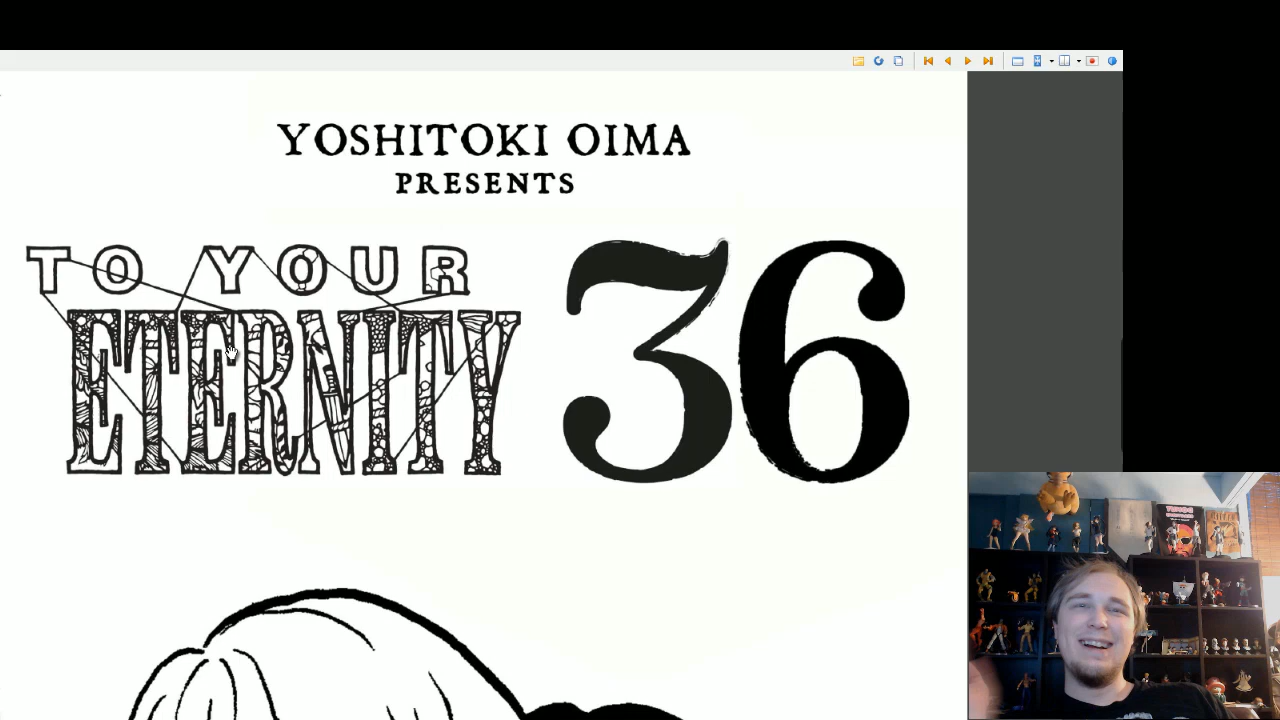 YOSHITOKI OIMA
PRESENTS
TO YOUR
ETERNITY
36